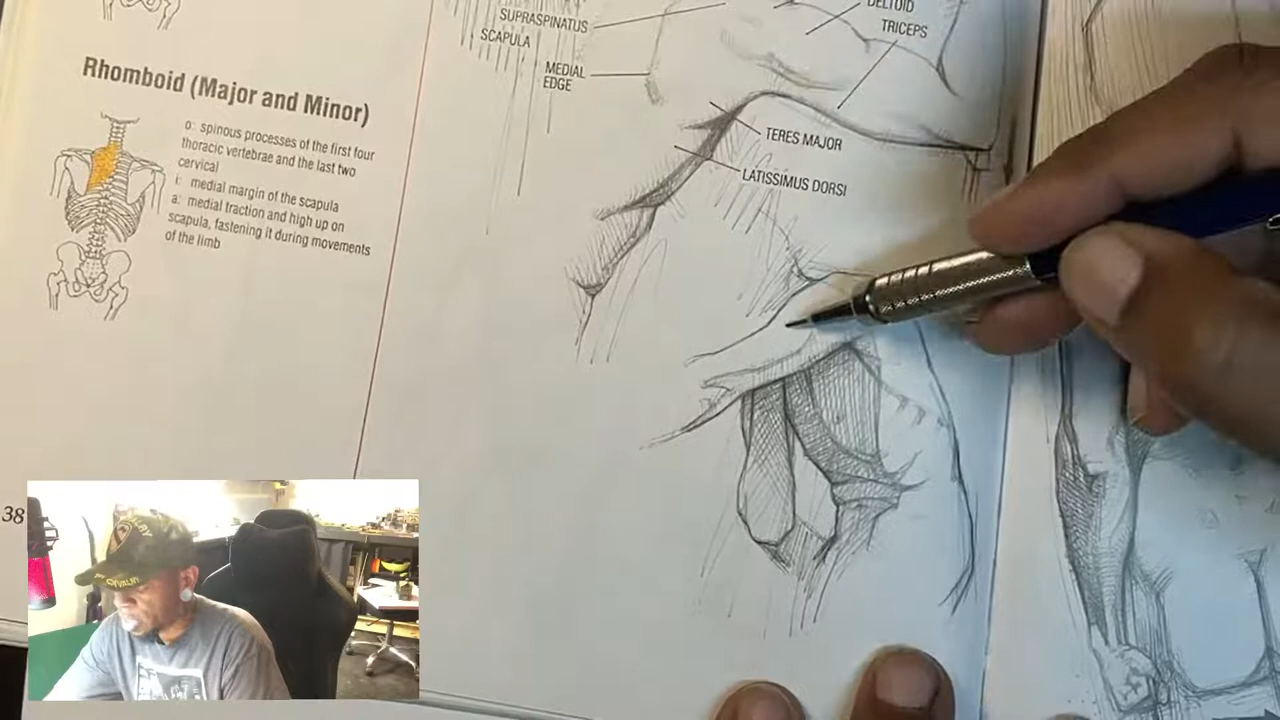 Rhomboid (Major and Minor)
o: spinous processes of the first four
thoracic vertebrae and the last two
cervical
i: medial margin of the scapula
a: medial traction and high up on
scapula, fastening it during movements
of the limb
38
SUPRASPINATUS
SCAPULA
MEDIAL
EDGE
DELTOID
TRICEPS
TERES MAJOR
LATISSIMUS DORSI